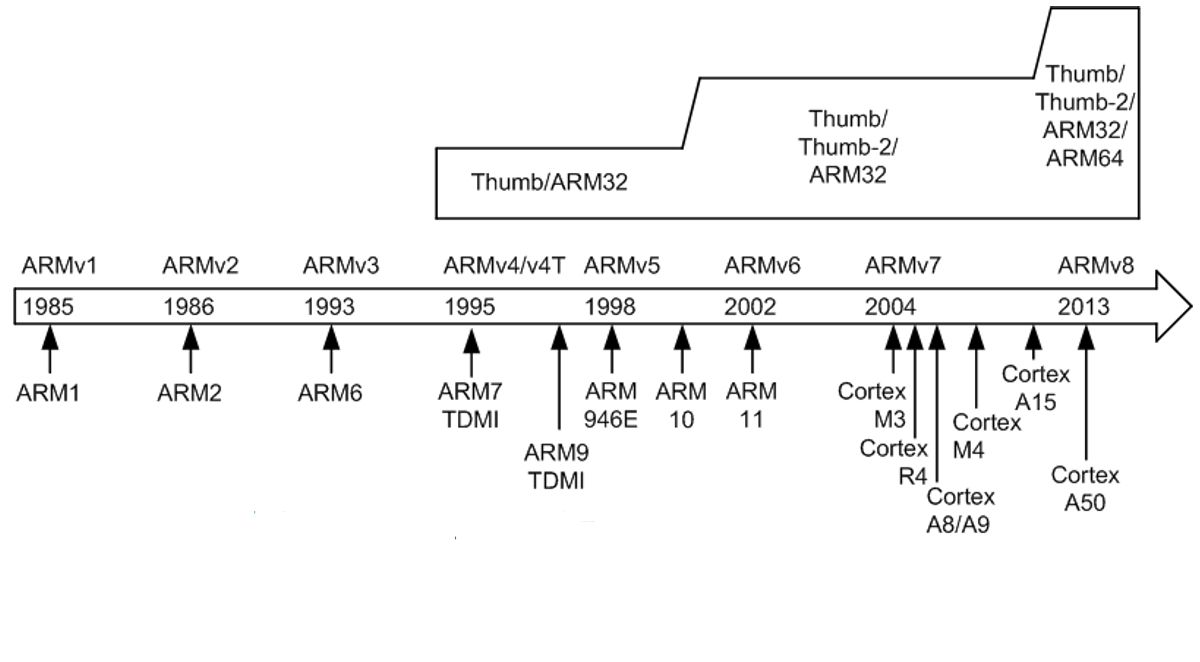 Thumb/
Thumb-2/
ARM32/
ARM64
Thumb/
Thumb-2/
ARM32
Thumb/ARM32
ARMv1 ARMv2 ARMv3 ARMv4/v4T ARMv5 ARMv6 ARMv7 ARMv8
1985 1986 1993 1995 1998 2002 2004 2013
ARM1
ARM2
ARM6
ARM7
TDMI
ARM9
TDMI
ARM
946E
ARM
10
ARM
11
Cortex
M3
Cortex
R4
Cortex
A8/A9
Cortex
M4
Cortex
A15
Cortex
A50